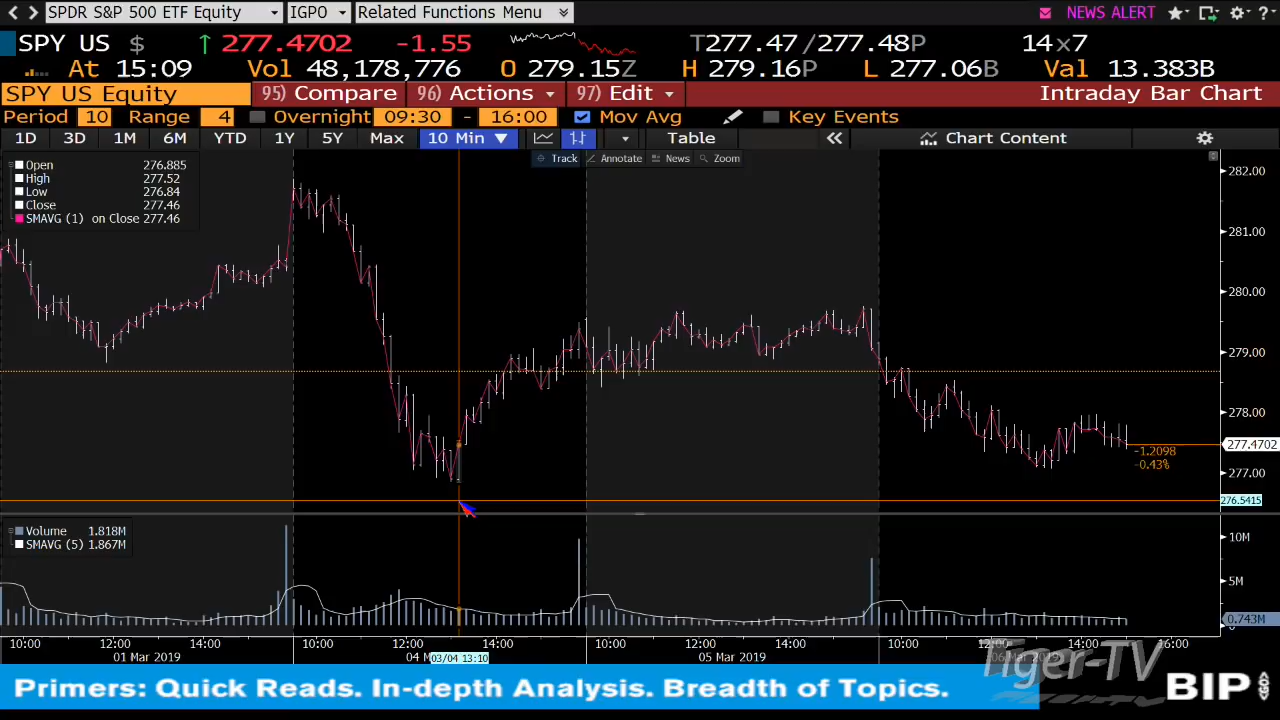 SPDR S&P 500 ETF Equity IGPO Related Functions Menu NEWS ALERT
SPY US $ 277.4702 -1.55 T277.47/277.48P 14x7
At 15:09 Vol 48,178,776 O 279.15Z H 279.16P L 277.06B Val 13.383B
SPY US Equity 95) Compare 96) Actions 97) Edit Intraday Bar Chart
Period 10 Range 4 Overnight 09:30 - 16:00 Mov Avg Key Events
1D 3D 1M 6M YTD 1Y 5Y Max 10 Min Table Chart Content
Track Annotate News Zoom
Open 276.885
High 277.52
Low 276.84
Close 277.46
SMAVG (1) on Close 277.46
282.00
281.00
280.00
279.00
278.00
277.4702
-1.2098
-0.43%
277.00
276.5415
Volume 1.818M
SMAVG (5) 1.867M
10M
5M
0.743M
10:00 12:00 14:00 10:00 12:00 14:00 10:00 12:00 14:00 10:00 12:00 14:00 16:00
01 Mar 2019 04 M 03/04 13:10 05 Mar 2019 06 Mar 2019
Tiger-TV
Primers: Quick Reads. In-depth Analysis. Breadth of Topics.
BIP